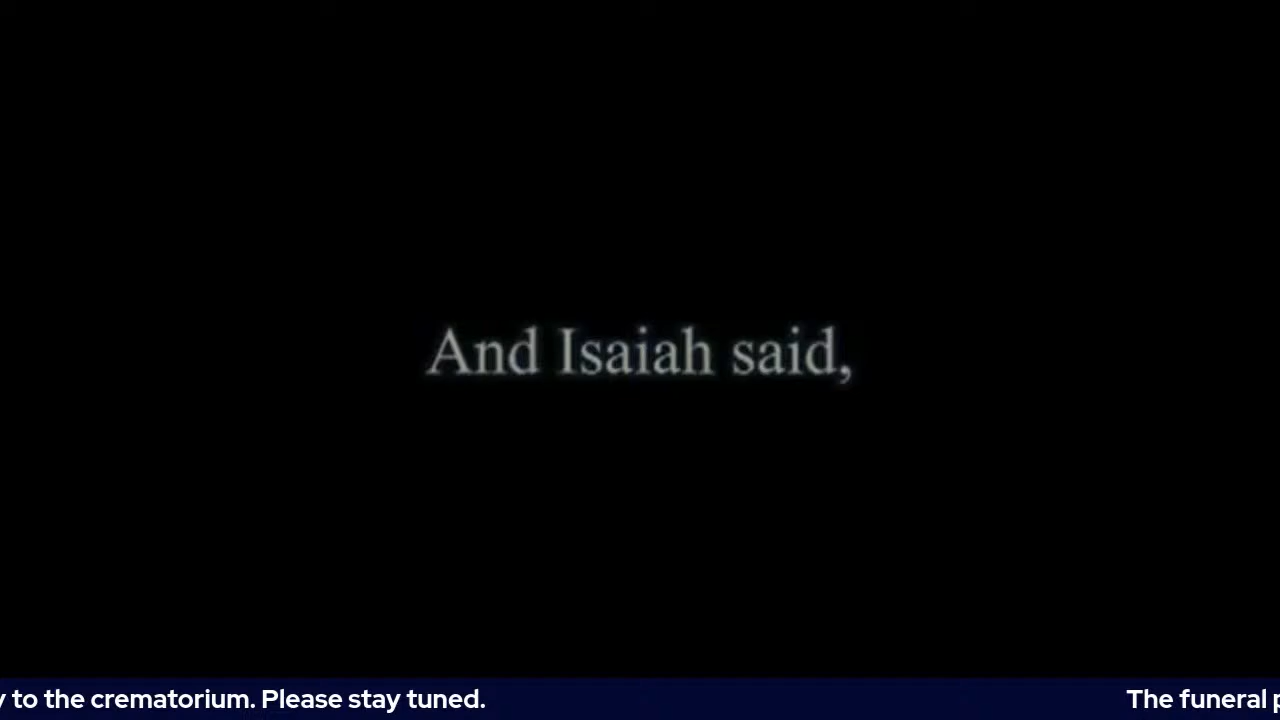 And Isaiah said,
to the crematorium. Please stay tuned. The funeral